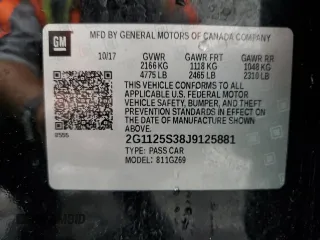 GM
MFD BY GENERAL MOTORS OF CANADA COMPANY
10/17 GVWR GAWR FRT GAWR RR
2166 KG 1118 KG 1048 KG
4775 LB 2465 LB 2310 LB
THIS VEHICLE CONFORMS TO ALL
APPLICABLE U.S. FEDERAL MOTOR
VEHICLE SAFETY, BUMPER, AND THEFT
PREVENTION STANDARDS IN EFFECT ON
THE DATE OF MANUFACTURE SHOWN ABOVE.
2G1125S38J9125881
TYPE: PASS CAR
MODEL: 811GZ69